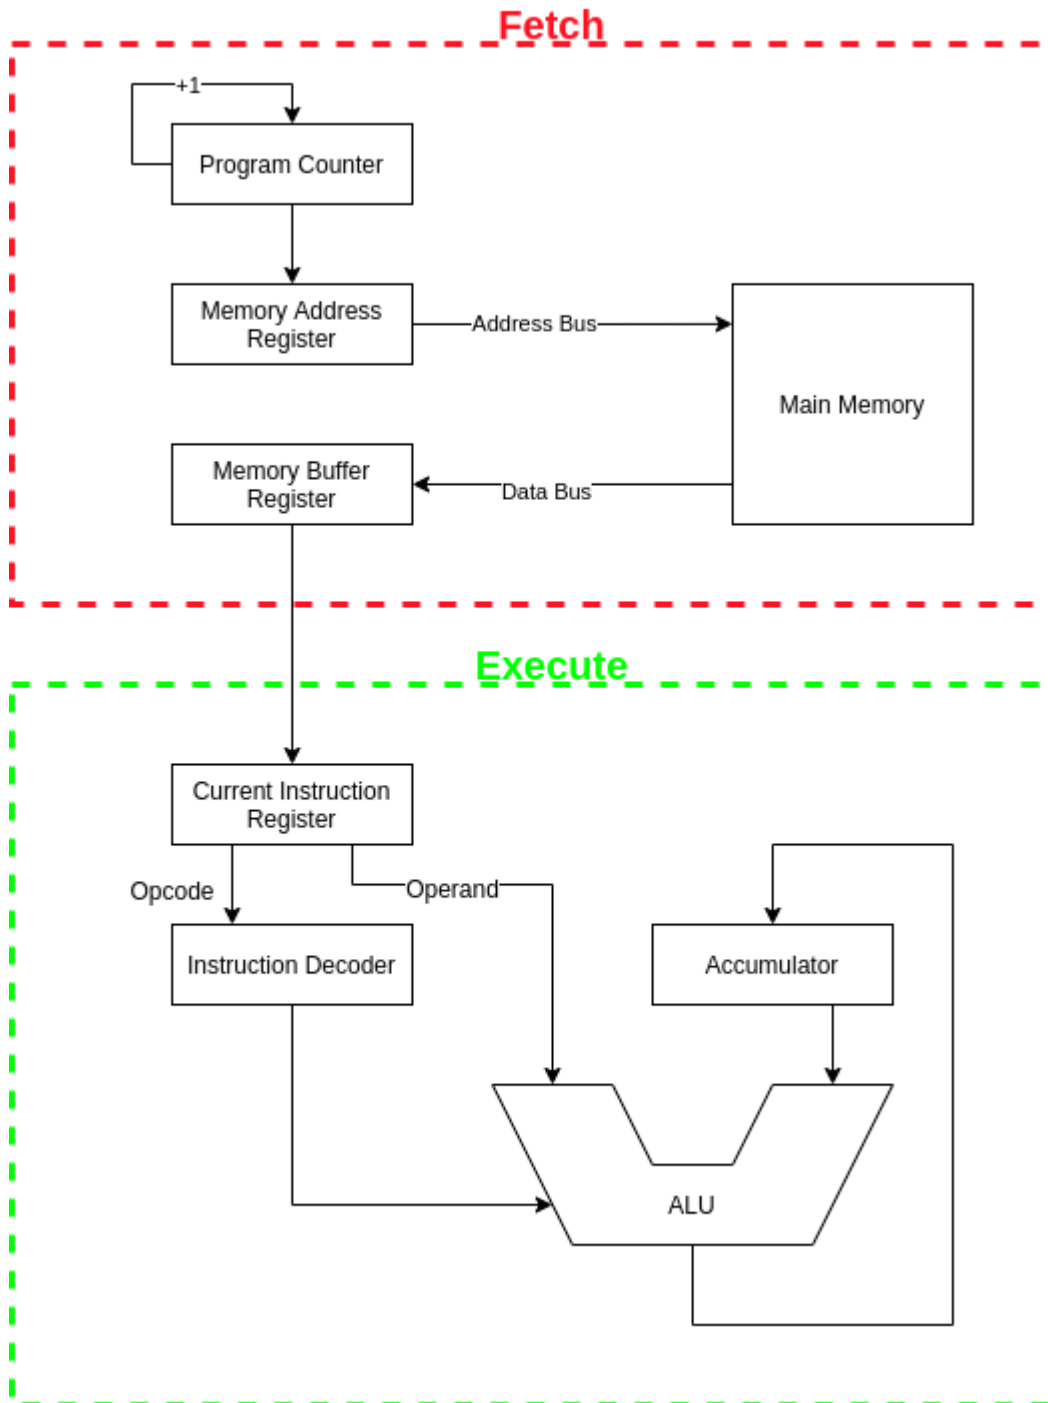 Fetch
+1
Program Counter
Memory Address
Register
Address Bus
Main Memory
Memory Buffer
Register
Data Bus
Execute
Current Instruction
Register
Opcode
Operand
Instruction Decoder
Accumulator
ALU